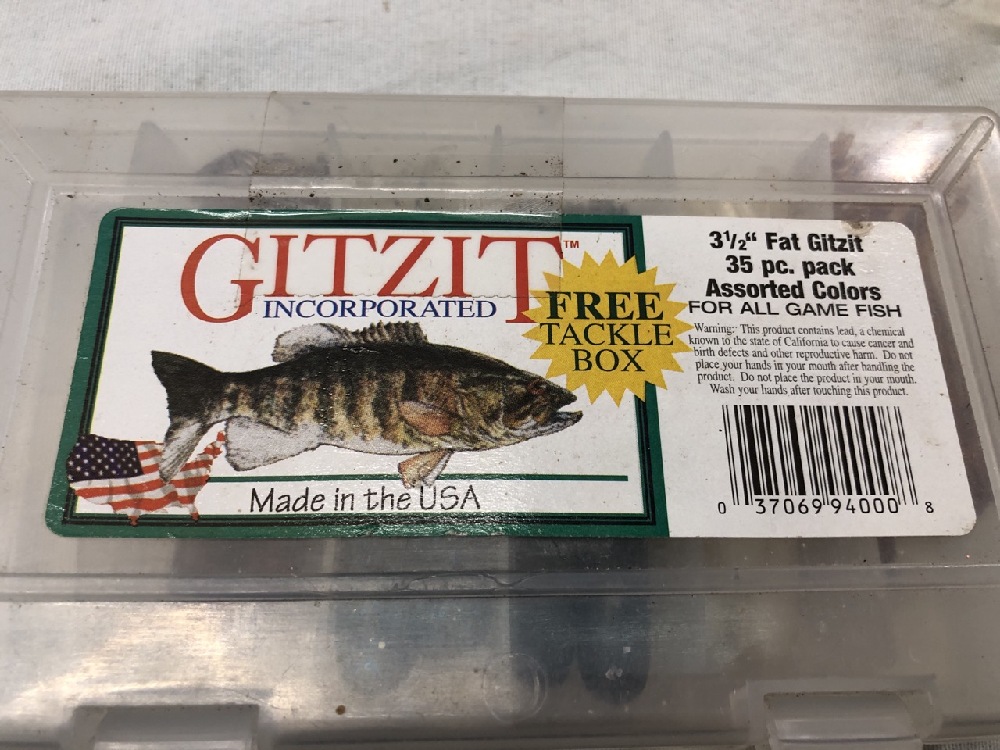 GITZIT™
INCORPORATED
FREE
TACKLE
BOX
Made in the USA
3 1/2“ Fat Gitzit
35 pc. pack
Assorted Colors
FOR ALL GAME FISH
Warning: This product contains lead, a chemical
known to the state of California to cause cancer and
birth defects and other reproductive harm. Do not
place your hands in your mouth after handling the
product. Do not place the product in your mouth.
Wash your hands after touching this product.
0 37069 94000 8